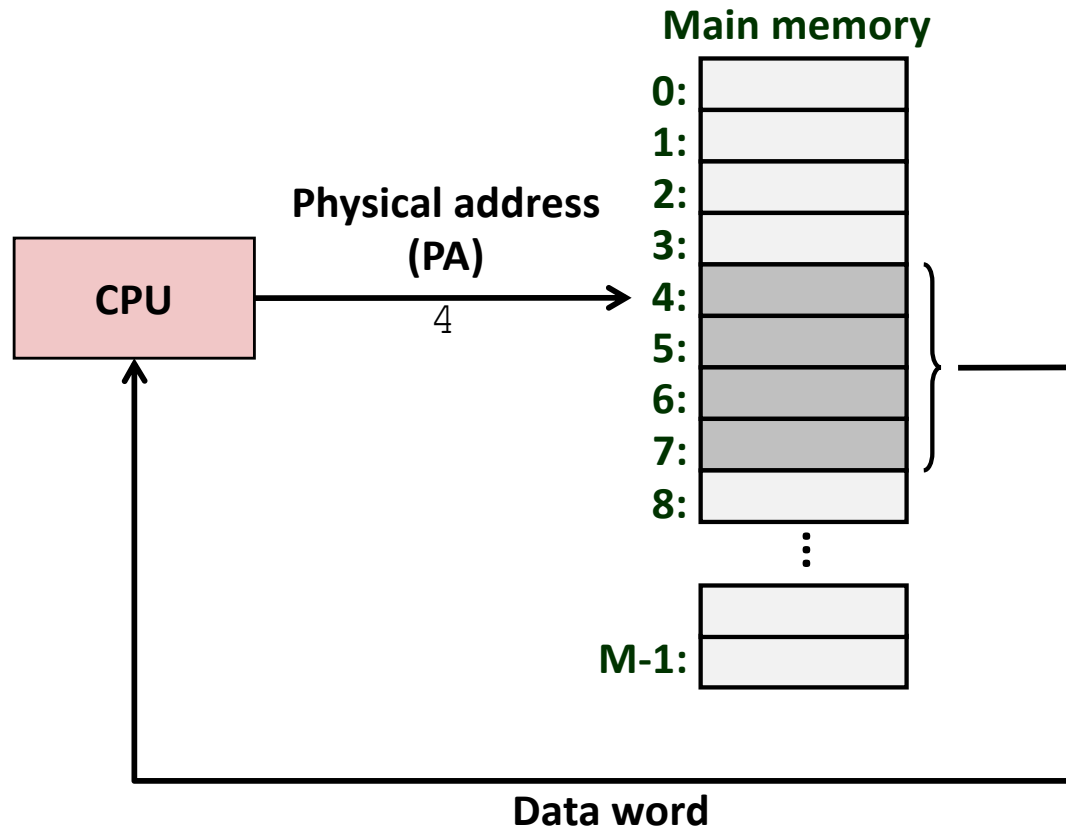 Main memory
0:
1:
Physical address
(PA)
2:
3:
CPU
4
4:
5:
6:
7:
8:
⋮
M-1:
Data word